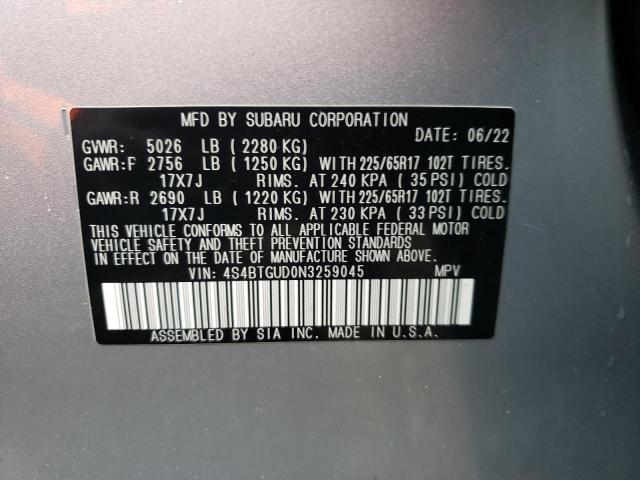 MFD BY SUBARU CORPORATION
DATE: 06/22
GVWR: 5026 LB ( 2280 KG)
GAWR:F 2756 LB ( 1250 KG) WITH 225/65R17 102T TIRES.
17X7J RIMS. AT 240 KPA ( 35 PSI) COLD
GAWR:R 2690 LB ( 1220 KG) WITH 225/65R17 102T TIRES.
17X7J RIMS. AT 230 KPA ( 33 PSI) COLD
THIS VEHICLE CONFORMS TO ALL APPLICABLE FEDERAL MOTOR
VEHICLE SAFETY AND THEFT PREVENTION STANDARDS
IN EFFECT ON THE DATE OF MANUFACTURE SHOWN ABOVE.
VIN: 4S4BTGUD0N3259045 MPV
ASSEMBLED BY SIA INC. MADE IN U.S.A.